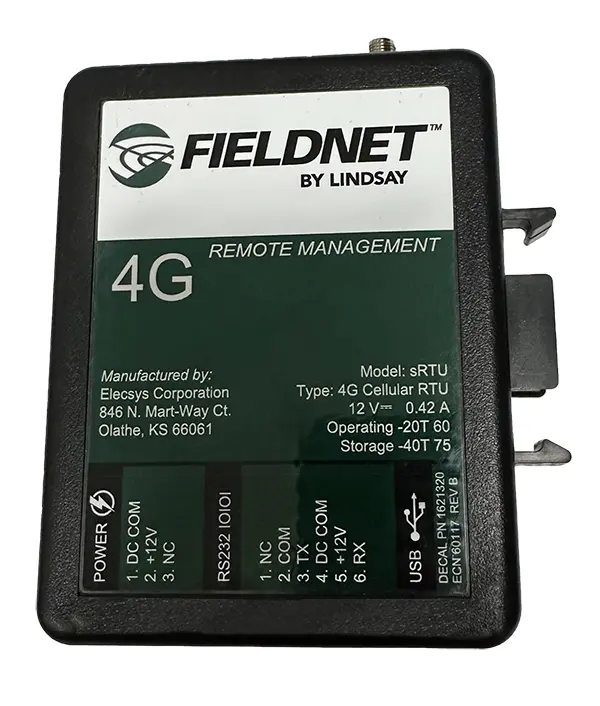 FIELDNET™
BY LINDSAY
REMOTE MANAGEMENT
4G
Manufactured by:
Elecsys Corporation
846 N. Mart-Way Ct.
Olathe, KS 66061
Model: sRTU
Type: 4G Cellular RTU
12 V⎓ 0.42 A
Operating -20T 60
Storage -40T 75
POWER
1. DC COM
2. +12V
3. NC
RS232 IOIOI
1. NC
2. COM
3. TX
4. DC COM
5. +12V
6. RX
USB
DECAL PN 1621320
ECN 60117 REV B